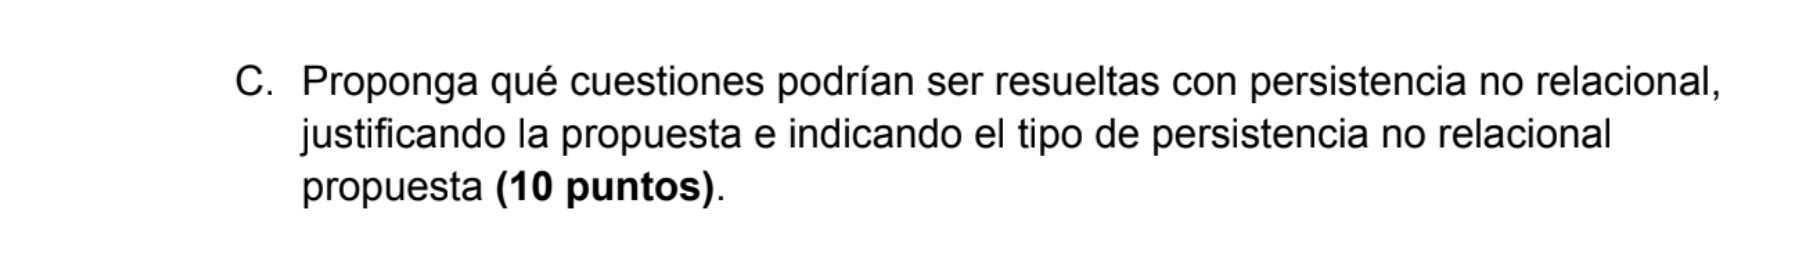 C. Proponga qué cuestiones podrían ser resueltas con persistencia no relacional,
justificando la propuesta e indicando el tipo de persistencia no relacional
propuesta (10 puntos).